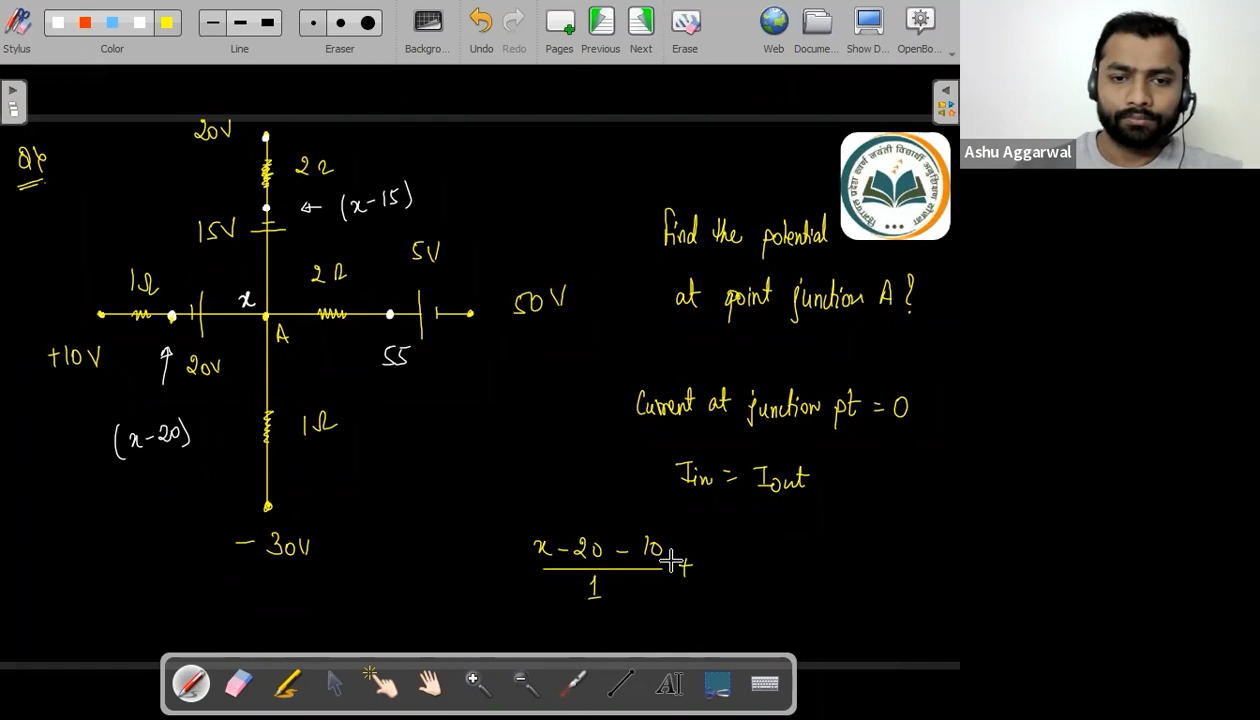 Stylus
Color
Line
Eraser
Backgro...
Undo
Redo
Pages
Previous
Next
Erase
Web
Docume...
Show D...
OpenBo...
Ashu Aggarwal
Q%
20V
2Ω
(x-15)
15V
1Ω
x
2Ω
5V
50V
A
+10V
20V
55
(x-20)
1Ω
- 30V
find the potential
at point junction A?
Current at junction pt = 0
Iin = Iout
x - 20 - 10 +
1
AI